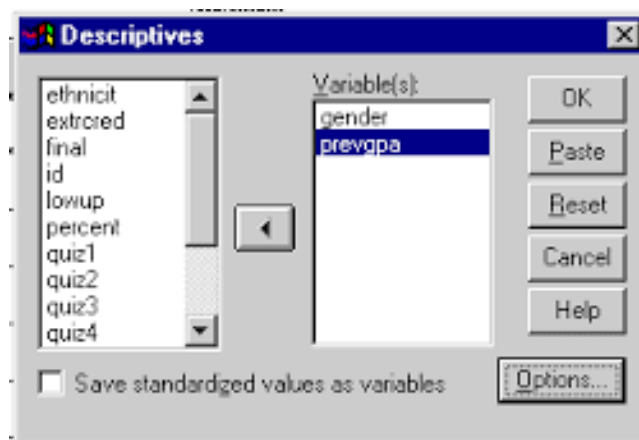 Descriptives
ethnicit
extrcred
final
id
lowup
percent
quiz1
quiz2
quiz3
quiz4
Variable(s):
gender
prevgpa
OK
Paste
Reset
Cancel
Help
Save standardized values as variables
Options...